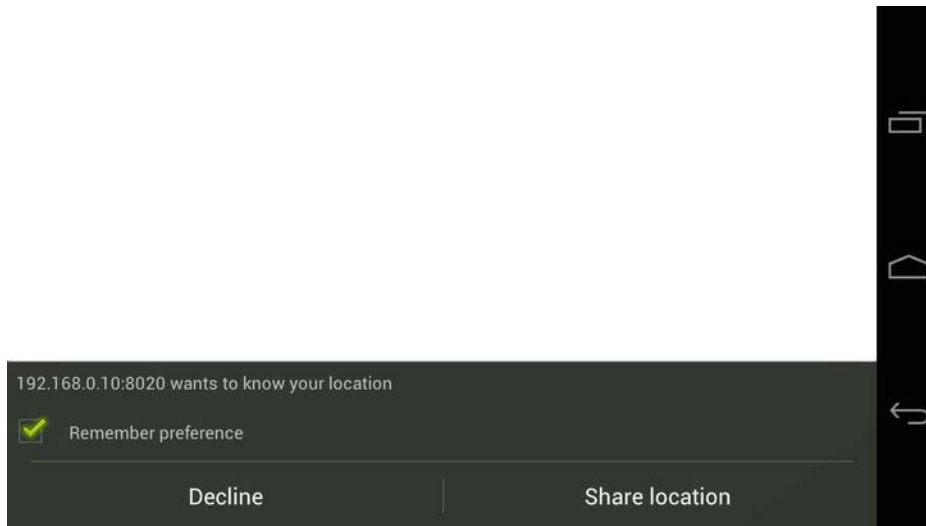 192.168.0.10:8020 wants to know your location
Remember preference
Decline
Share location